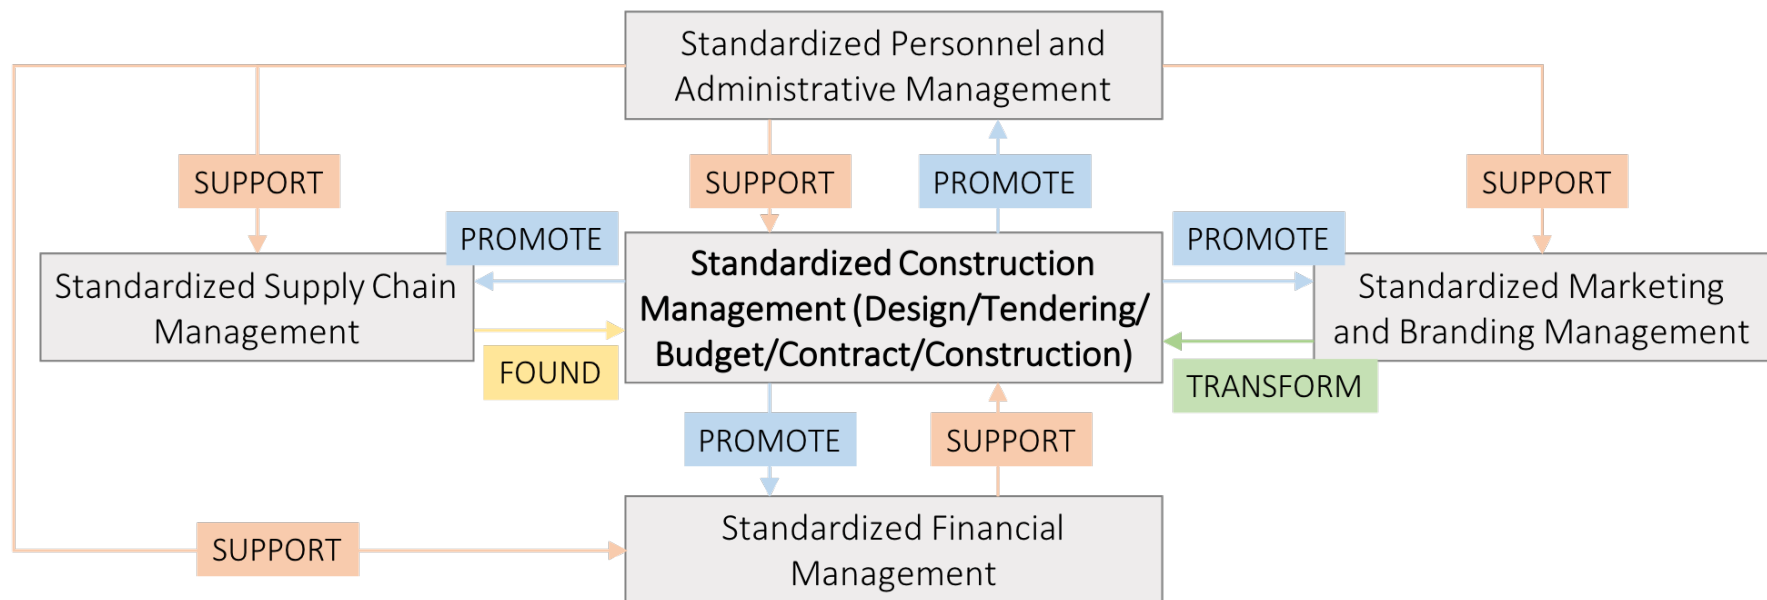 Standardized Personnel and
Administrative Management
SUPPORT
SUPPORT
PROMOTE
SUPPORT
PROMOTE
PROMOTE
Standardized Supply Chain
Management
Standardized Construction
Management (Design/Tendering/
Budget/Contract/Construction)
Standardized Marketing
and Branding Management
FOUND
TRANSFORM
PROMOTE
SUPPORT
SUPPORT
Standardized Financial
Management